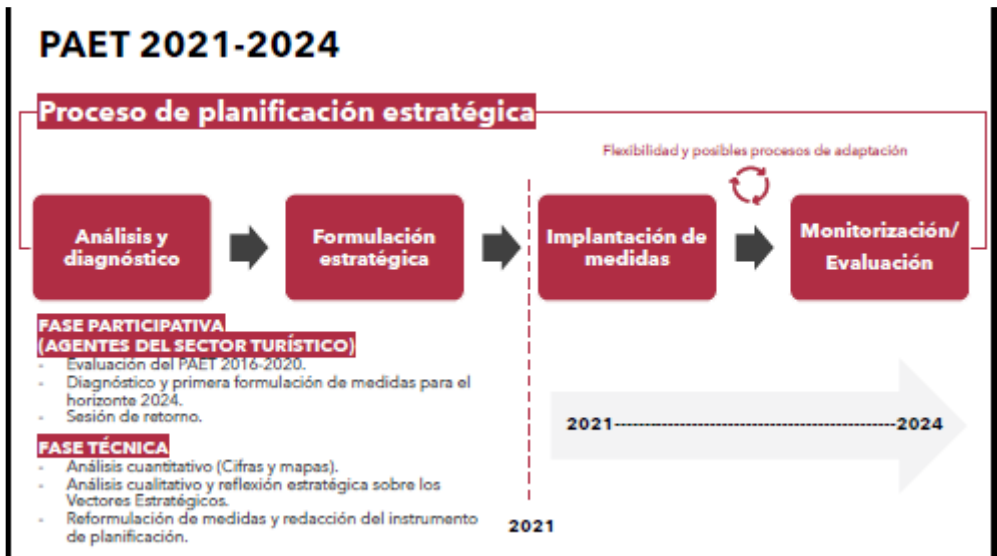 PAET 2021-2024
Proceso de planificación estratégica
Flexibilidad y posibles procesos de adaptación
Análisis y
diagnóstico
Formulación
estratégica
Implantación de
medidas
Monitorización/
Evaluación
FASE PARTICIPATIVA
(AGENTES DEL SECTOR TURÍSTICO)
- Evaluación del PAET 2016-2020.
- Diagnóstico y primera formulación de medidas para el
horizonte 2024.
- Sesión de retorno.
FASE TÉCNICA
- Análisis cuantitativo (Cifras y mapas).
- Análisis cualitativo y reflexión estratégica sobre los
Vectores Estratégicos.
- Reformulación de medidas y redacción del instrumento
de planificación.
2021--------------------------------------------------2024
2021